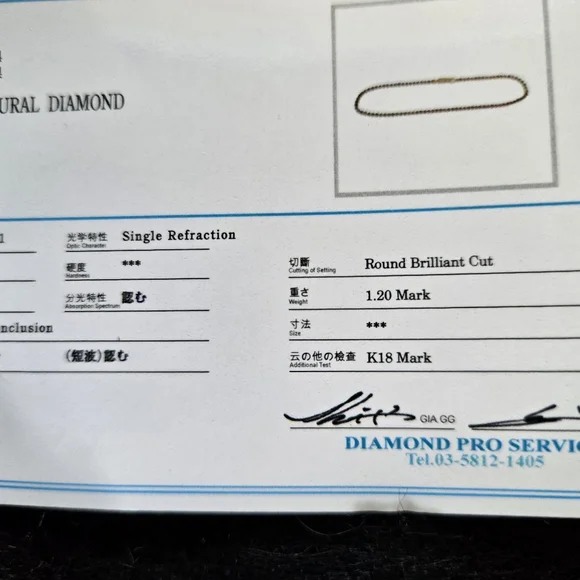 URAL DIAMOND
1
光学特性 Single Refraction
Optic Character
硬度 ***
Hardness
分光特性 認む
Absorption Spectrum
nclusion
(短波)認む
切断 Round Brilliant Cut
Cutting of Setting
重さ 1.20 Mark
Weight
寸法 ***
Size
云の他の検査 K18 Mark
Additional Test
GIA GG
DIAMOND PRO SERVIC
Tel.03-5812-1405